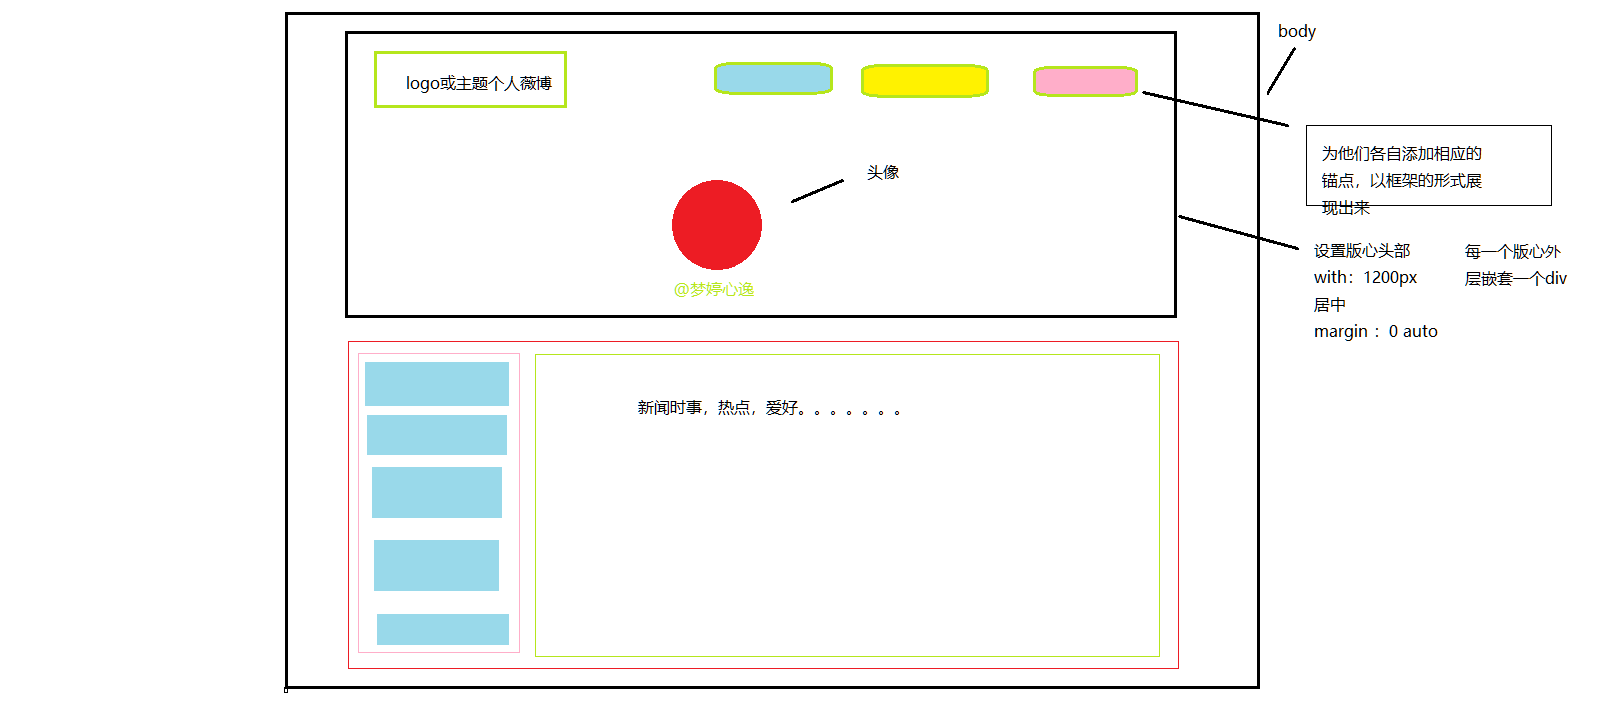 body
logo或主题个人薇博
为他们各自添加相应的
锚点，以框架的形式展
现出来
头像
@梦婷心逸
设置版心头部
with：1200px
居中
margin ：0 auto
每一个版心外
层嵌套一个div
新闻时事，热点，爱好。。。。。。。